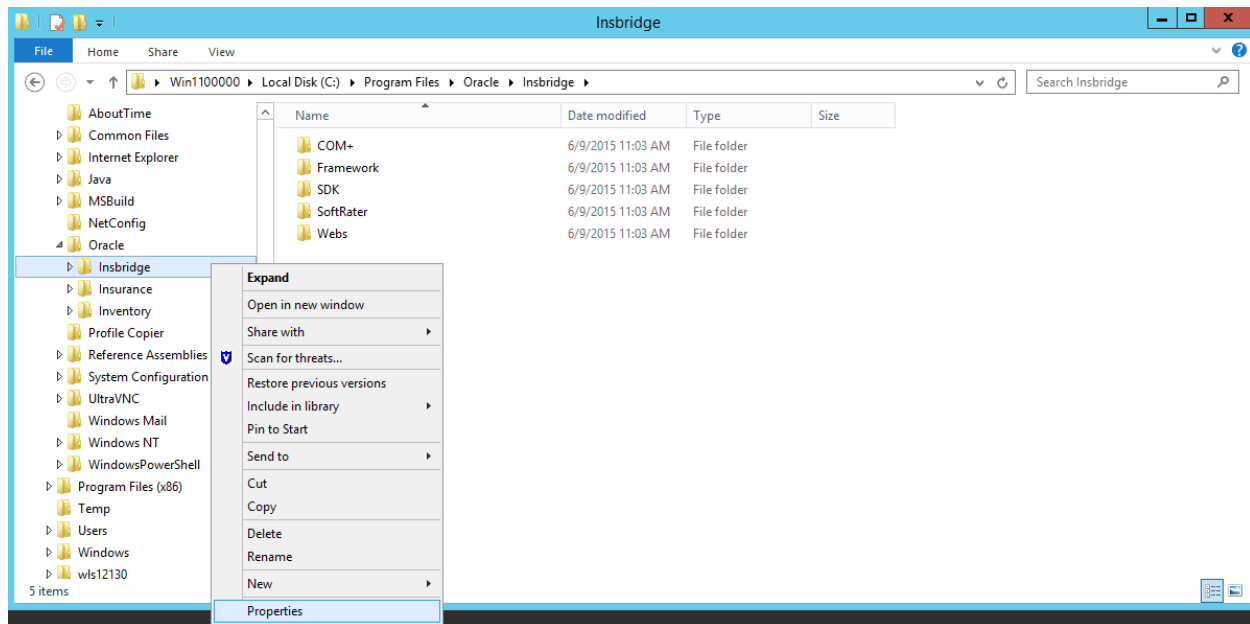 Insbridge
File Home Share View
Win1100000 Local Disk (C:) Program Files Oracle Insbridge Search Insbridge
Name Date modified Type Size
COM+ 6/9/2015 11:03 AM File folder
Framework 6/9/2015 11:03 AM File folder
SDK 6/9/2015 11:03 AM File folder
SoftRater 6/9/2015 11:03 AM File folder
Webs 6/9/2015 11:03 AM File folder
AboutTime
Common Files
Internet Explorer
Java
MSBuild
NetConfig
Oracle
Insbridge
Insurance
Inventory
Profile Copier
Reference Assemblies
System Configuration
UltraVNC
Windows Mail
Windows NT
WindowsPowerShell
Program Files (x86)
Temp
Users
Windows
wls12130
5 items
Expand
Open in new window
Share with
Scan for threats...
Restore previous versions
Include in library
Pin to Start
Send to
Cut
Copy
Delete
Rename
New
Properties